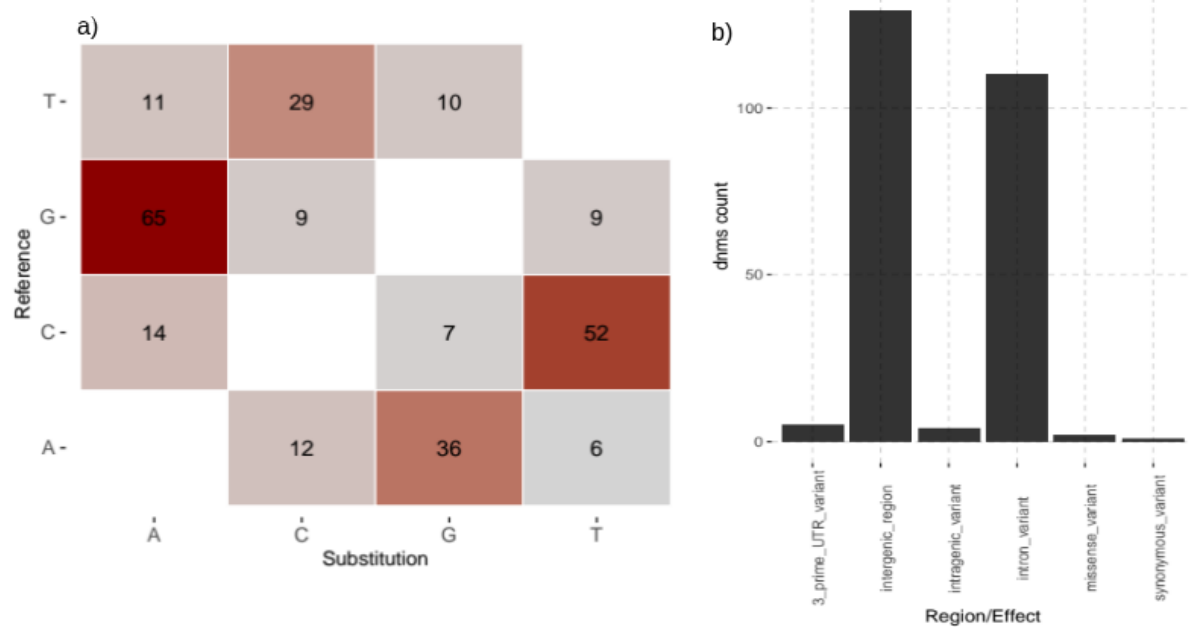 a)
T
11 29 10
G
65 9 9
C
14 7 52
A
12 36 6
A C G T
Substitution
Reference
b)
100
50
0
dnms count
3_prime_UTR_variant
intergenic_region
intragenic_variant
intron_variant
missense_variant
synonymous_variant
Region/Effect